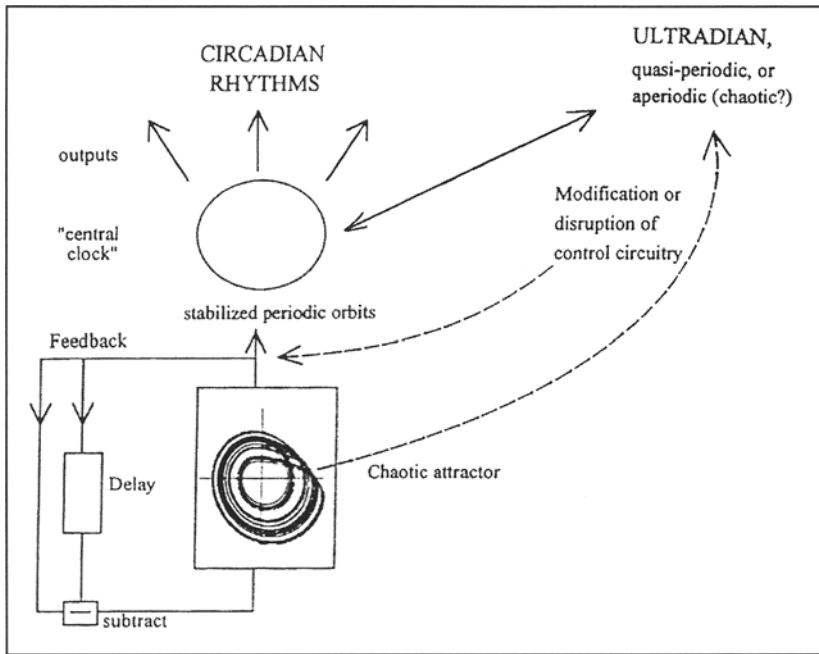 CIRCADIAN
RHYTHMS
ULTRADIAN,
quasi-periodic, or
aperiodic (chaotic?)
outputs
"central
clock"
Modification or
disruption of
control circuitry
stabilized periodic orbits
Feedback
Delay
Chaotic attractor
subtract